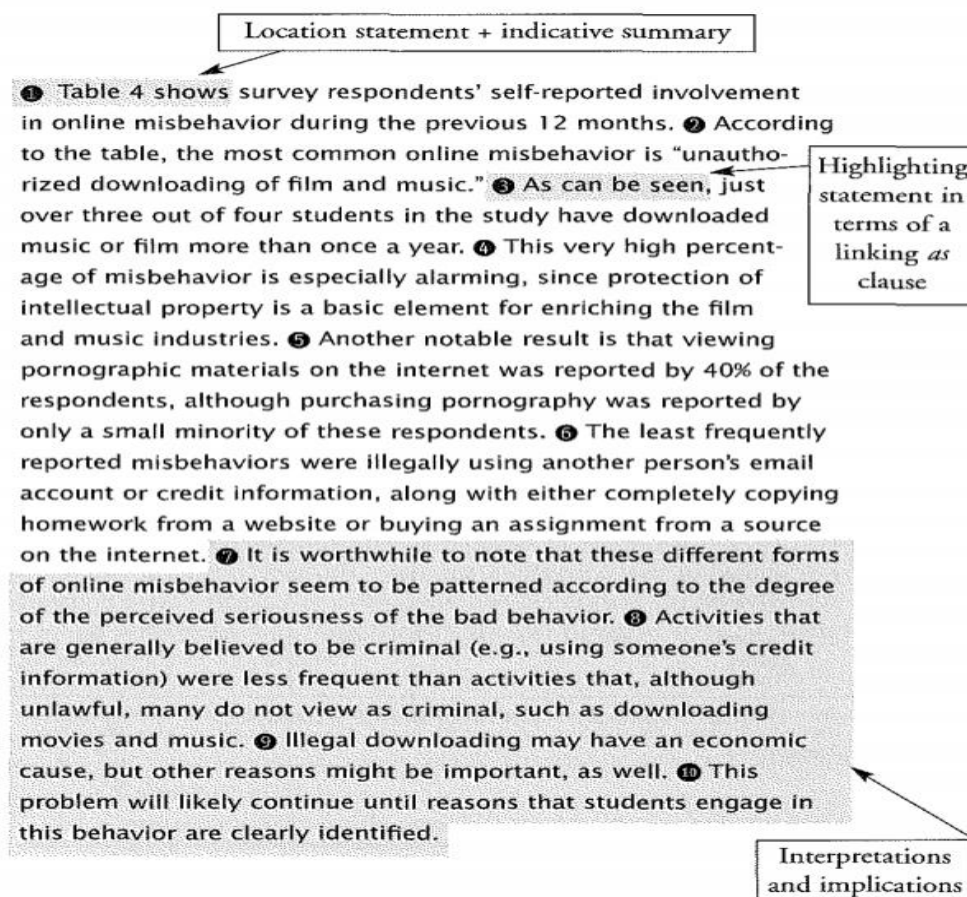 Location statement + indicative summary
❶ Table 4 shows survey respondents' self-reported involvement
in online misbehavior during the previous 12 months. ❷ According
to the table, the most common online misbehavior is "unautho-
rized downloading of film and music." ❸ As can be seen, just
over three out of four students in the study have downloaded
music or film more than once a year. ❹ This very high percent-
age of misbehavior is especially alarming, since protection of
intellectual property is a basic element for enriching the film
and music industries. ❺ Another notable result is that viewing
pornographic materials on the internet was reported by 40% of the
respondents, although purchasing pornography was reported by
only a small minority of these respondents. ❻ The least frequently
reported misbehaviors were illegally using another person's email
account or credit information, along with either completely copying
homework from a website or buying an assignment from a source
on the internet. ❼ It is worthwhile to note that these different forms
of online misbehavior seem to be patterned according to the degree
of the perceived seriousness of the bad behavior. ❽ Activities that
are generally believed to be criminal (e.g., using someone's credit
information) were less frequent than activities that, although
unlawful, many do not view as criminal, such as downloading
movies and music. ❾ Illegal downloading may have an economic
cause, but other reasons might be important, as well. ❿ This
problem will likely continue until reasons that students engage in
this behavior are clearly identified.
Highlighting
statement in
terms of a
linking as
clause
Interpretations
and implications